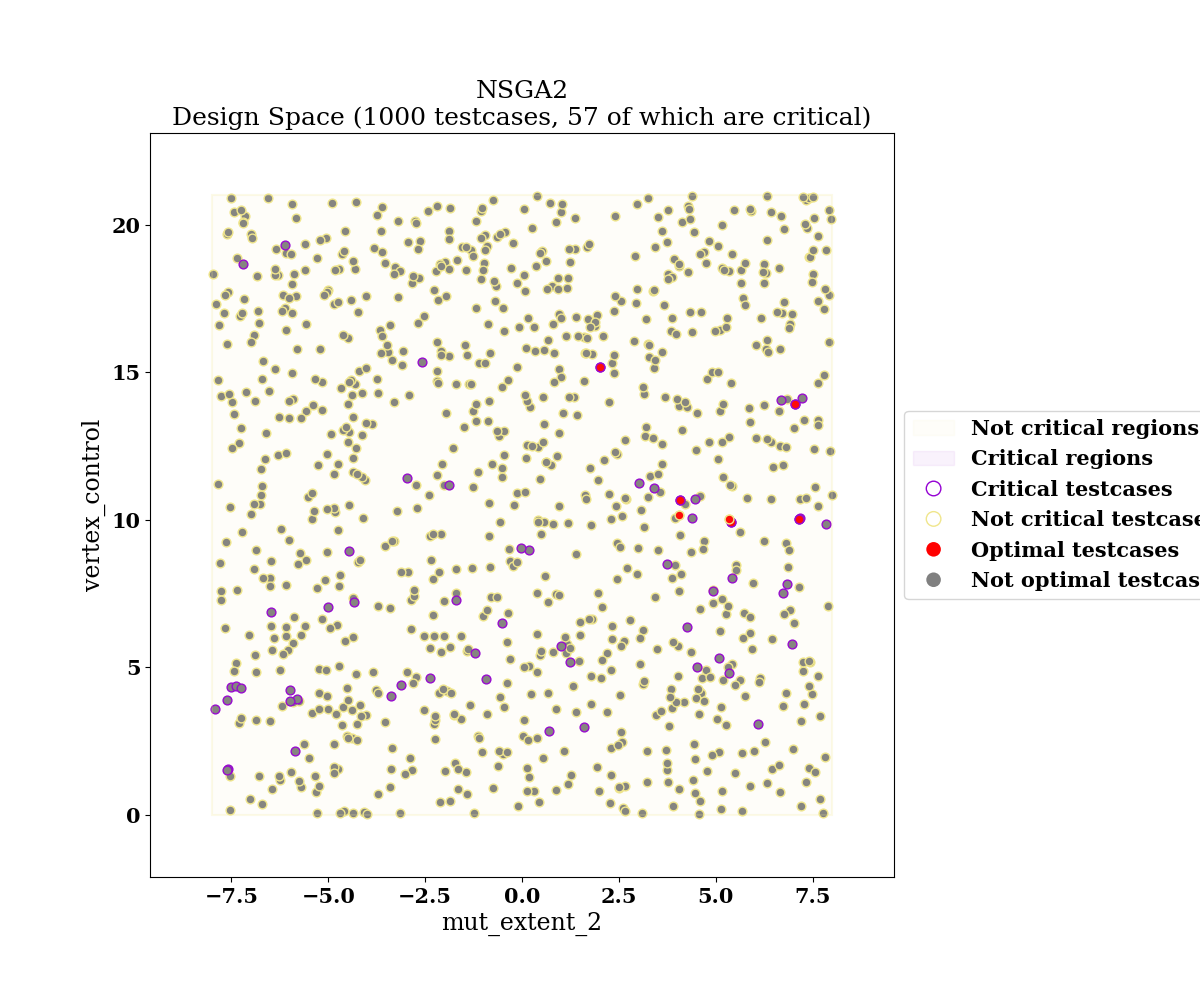 NSGA2
Design Space (1000 testcases, 57 of which are critical)
20
15
10
5
0
vertex_control
−7.5 −5.0 −2.5 0.0 2.5 5.0 7.5
mut_extent_2
Not critical regions
Critical regions
Critical testcases
Not critical testcase
Optimal testcases
Not optimal testcas